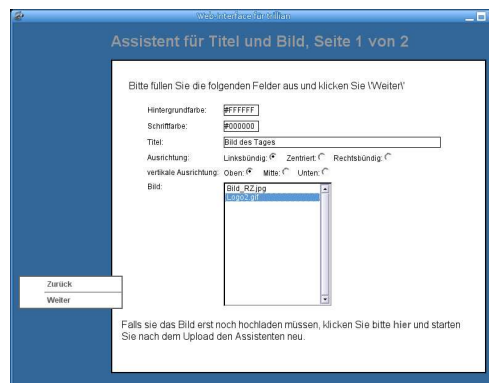 Web-Interface für trillian
Assistent für Titel und Bild, Seite 1 von 2
Bitte füllen Sie die folgenden Felder aus und klicken Sie \'Weiter\'
Hintergrundfarbe: #FFFFFF
Schriftfarbe: #000000
Titel: Bild des Tages
Ausrichtung: Linksbündig: Zentriert: Rechtsbündig:
vertikale Ausrichtung: Oben: Mitte: Unten:
Bild: Bild_RZ.jpg
Logo2.gif
Zurück
Weiter
Falls sie das Bild erst noch hochladen müssen, klicken Sie bitte hier und starten
Sie nach dem Upload den Assistenten neu.